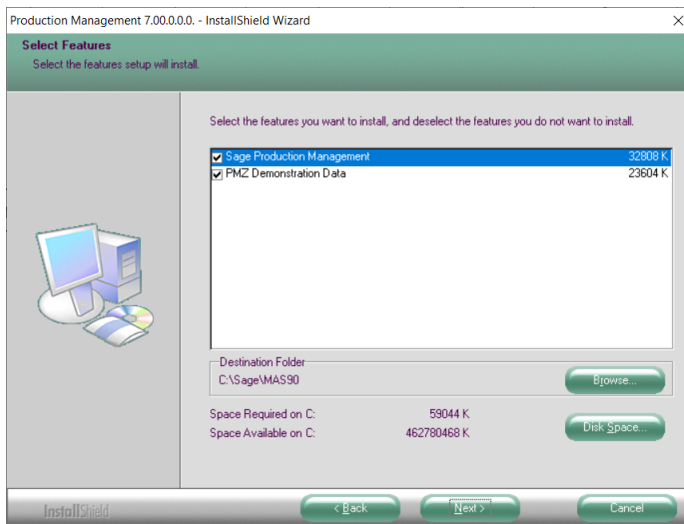 Production Management 7.00.0.0.0. - InstallShield Wizard
Select Features
Select the features setup will install.
Select the features you want to install, and deselect the features you do not want to install.
Sage Production Management 32808 K
PMZ Demonstration Data 23604 K
Destination Folder
C:\Sage\MAS90
Browse...
Space Required on C: 59044 K
Space Available on C: 462780468 K
Disk Space...
InstallShield
< Back Next > Cancel